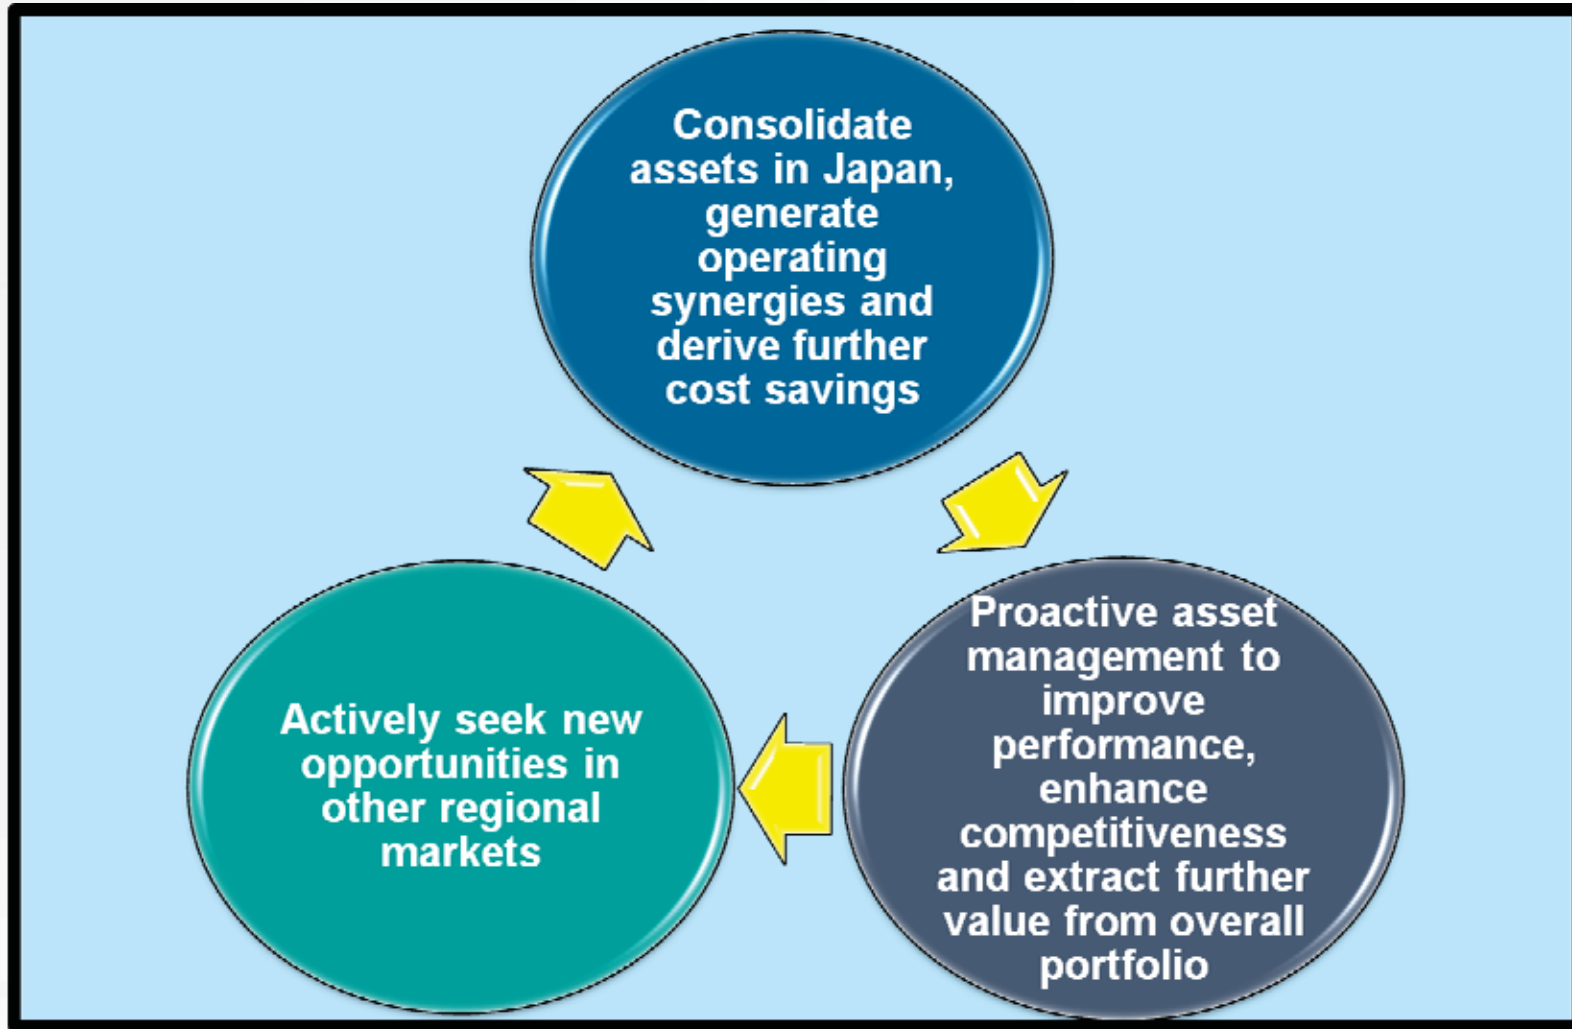 Consolidate
assets in Japan,
generate
operating
synergies and
derive further
cost savings
Proactive asset
management to
improve
performance,
enhance
competitiveness
and extract further
value from overall
portfolio
Actively seek new
opportunities in
other regional
markets